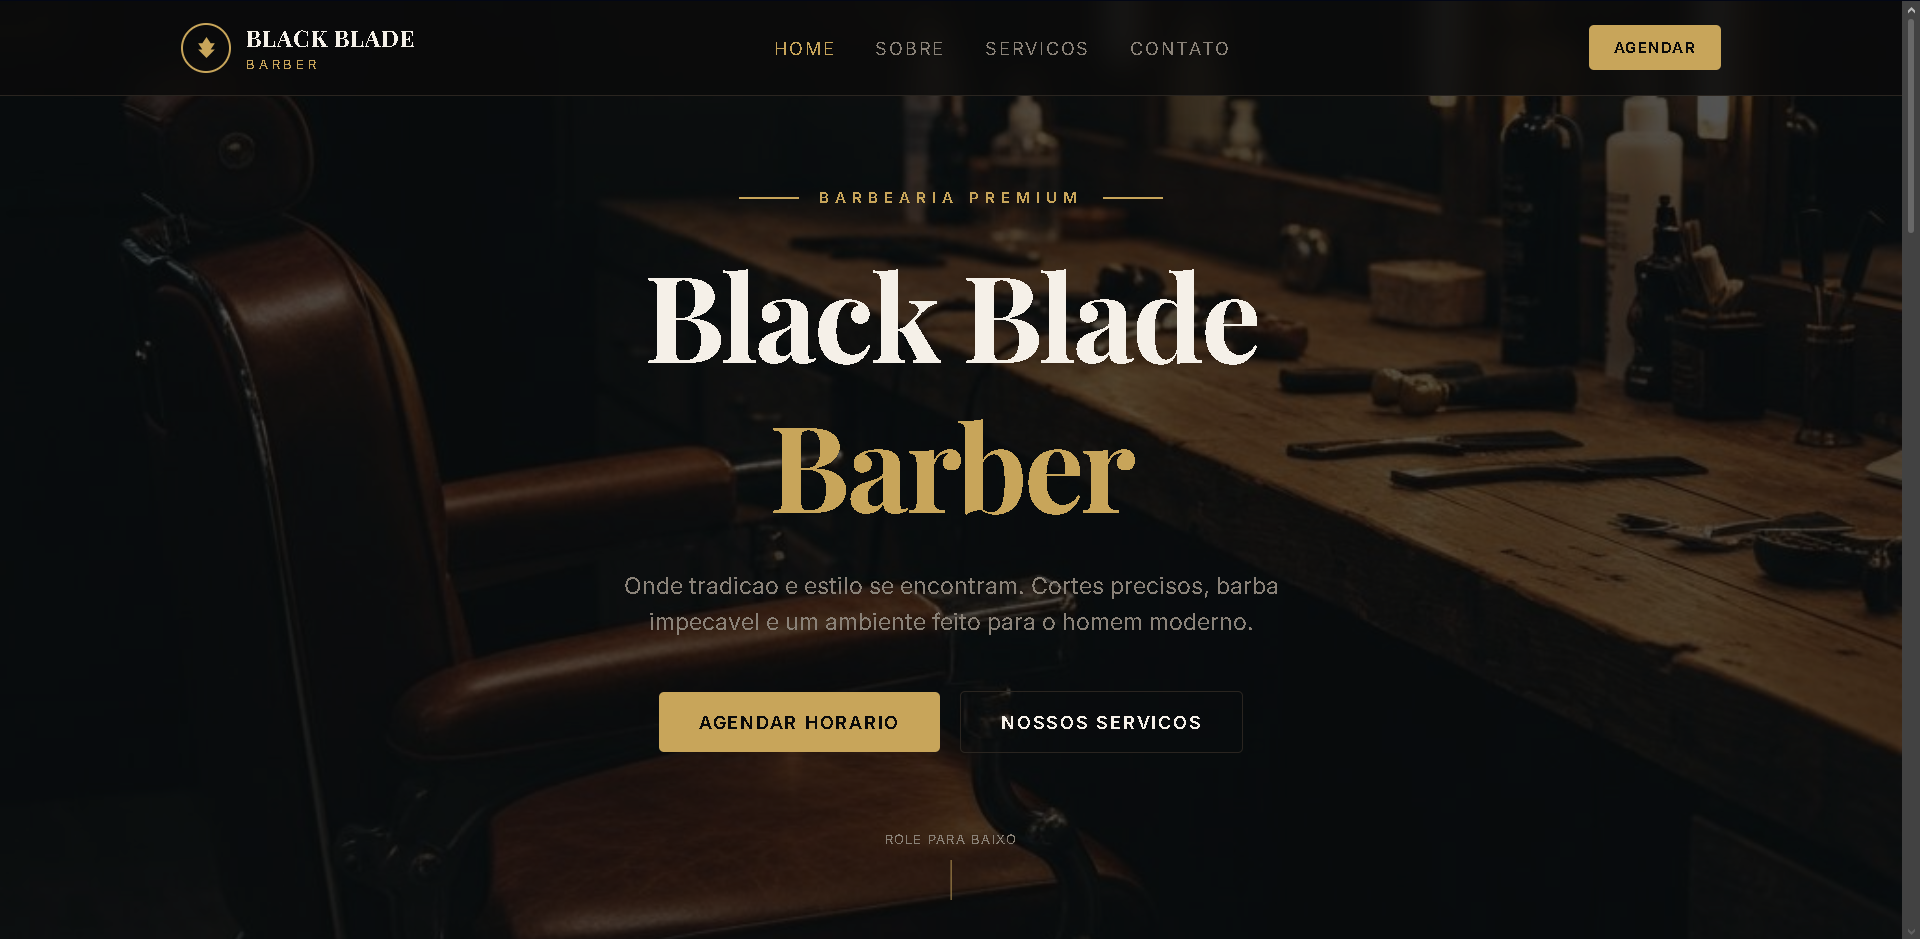 BLACK BLADE
BARBER
HOME
SOBRE
SERVICOS
CONTATO
AGENDAR
BARBEARIA PREMIUM
Black Blade
Barber
Onde tradicao e estilo se encontram. Cortes precisos, barba
impecavel e um ambiente feito para o homem moderno.
AGENDAR HORARIO
NOSSOS SERVICOS
ROLE PARA BAIXO